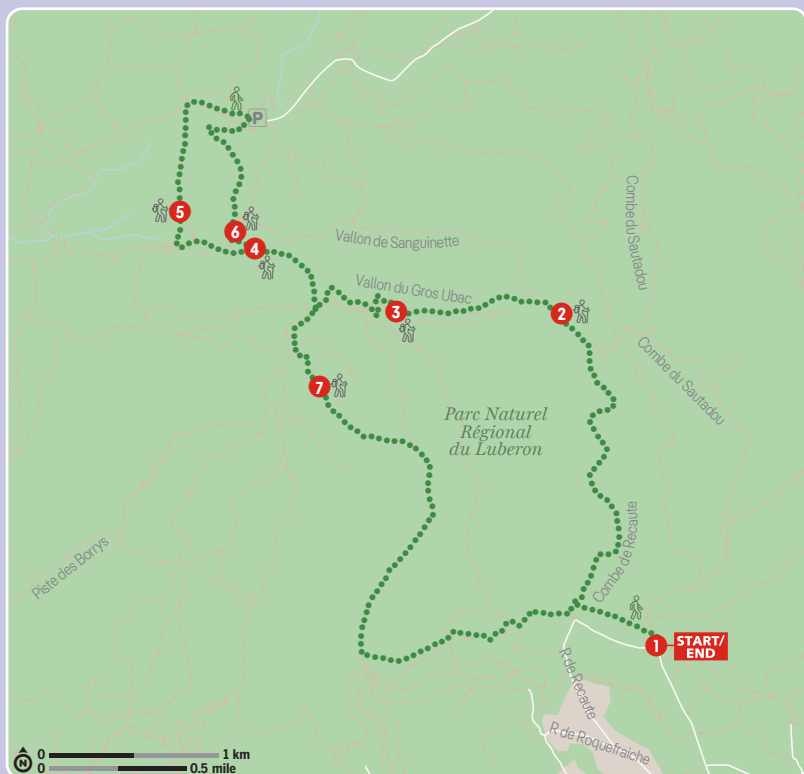 P
5
6
4
Vallon de Sanguinette
Combe du Sautadou
Vallon du Gros Ubac
3
2
Combe du Sautadou
7
Parc Naturel
Régional
du Luberon
Piste des Borrys
Combe de Recaute
1
START/
END
R de Recaute
R de Roquefraiche
N
0 1 km
0 0.5 mile